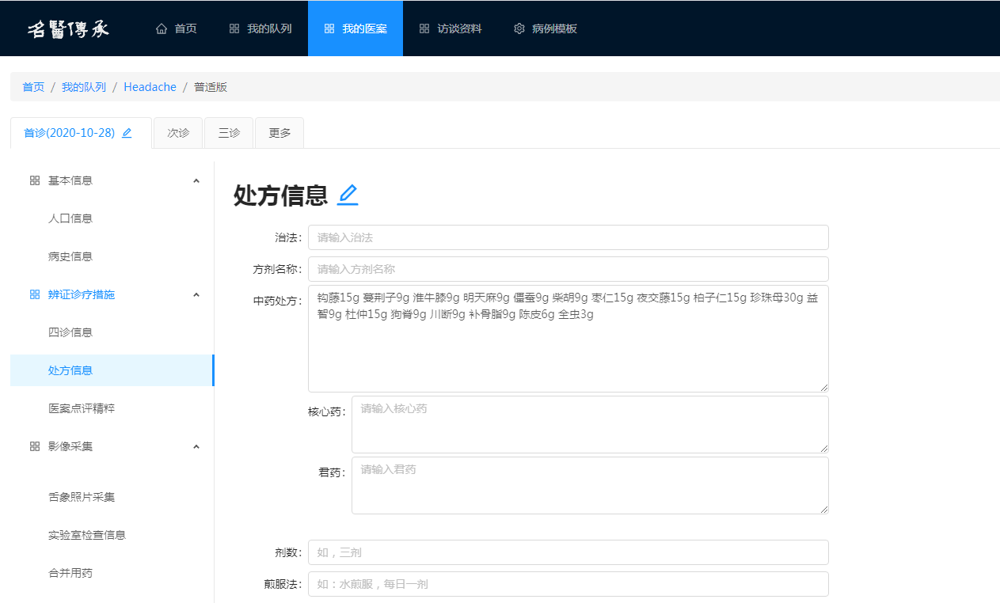 名醫傳承 首页 我的队列 我的医案 访谈资料 病例模板
首页 / 我的队列 / Headache / 普适版
首诊(2020-10-28) 次诊 三诊 更多
基本信息
人口信息
病史信息
辨证诊疗措施
四诊信息
处方信息
医案点评精粹
影像采集
舌象照片采集
实验室检查信息
合并用药
处方信息
治法: 请输入治法
方剂名称: 请输入方剂名称
中药处方: 钩藤15g 蔓荆子9g 淮牛膝9g 明天麻9g 僵蚕9g 柴胡9g 枣仁15g 夜交藤15g 柏子仁15g 珍珠母30g 益
智9g 杜仲15g 狗脊9g 川断9g 补骨脂9g 陈皮6g 全虫3g
核心药: 请输入核心药
君药: 请输入君药
剂数: 如，三剂
煎服法: 如：水煎服，每日一剂